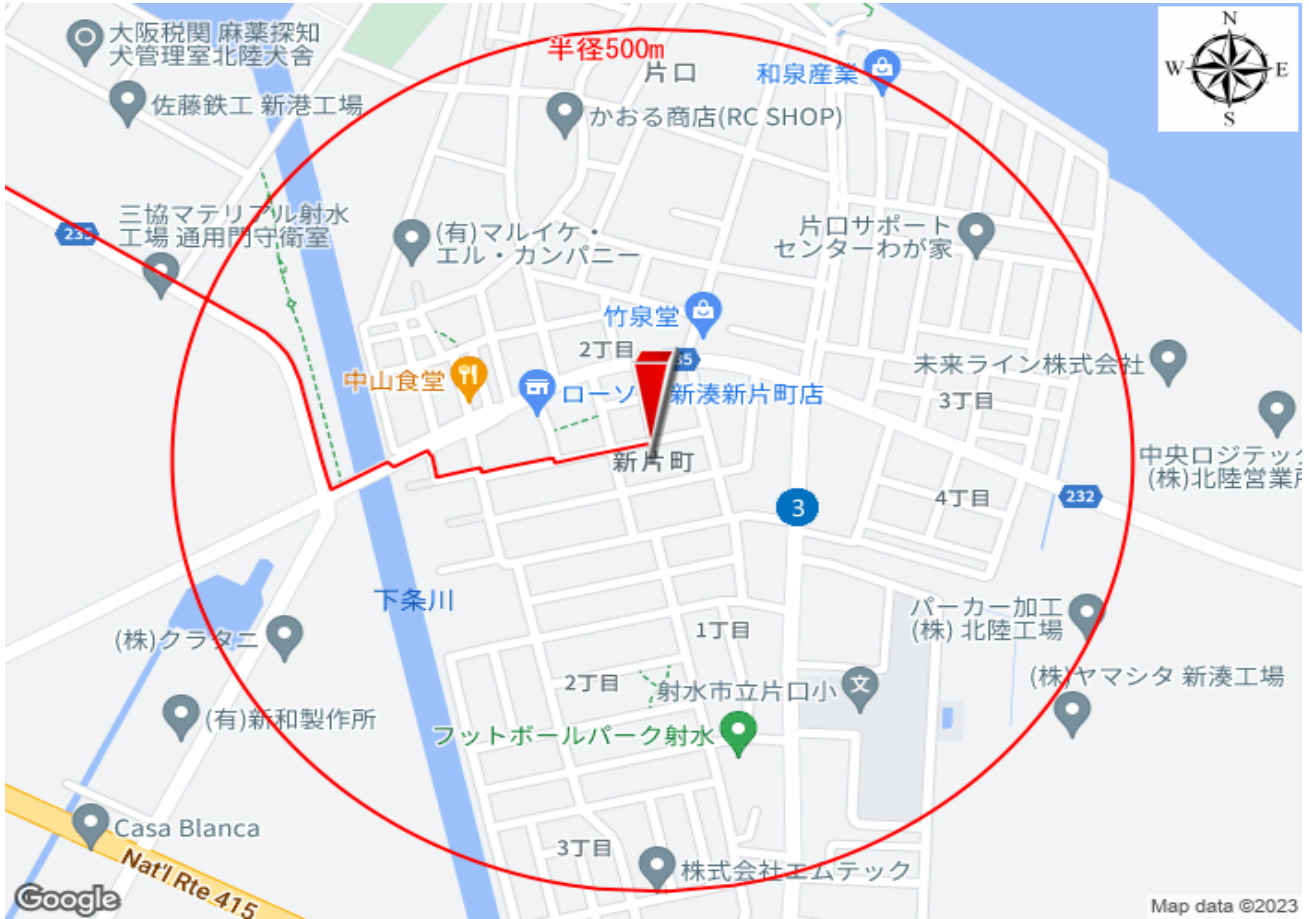 大阪税関 麻薬探知
犬管理室北陸犬舎
半径500m
片口
和泉産業
N
W
E
S
佐藤鉄工 新港工場
かおる商店(RC SHOP)
三協マテリアル射水
工場 通用門守衛室
235
(有)マルイケ・
エル・カンパニー
片口サポート
センターわが家
竹泉堂
2丁目
35
中山食堂
ローソ
新湊新片町店
未来ライン株式会社
3丁目
新片町
中央ロジテック
(株)北陸営業所
4丁目
232
3
下条川
パーカー加工
(株) 北陸工場
(株)クラタニ
1丁目
2丁目
射水市立片口小
文
(株)ヤマシタ 新湊工場
(有)新和製作所
フットボールパーク射水
Casa Blanca
3丁目
株式会社エムテック
Nat'l Rte 415
Google
Map data ©2023